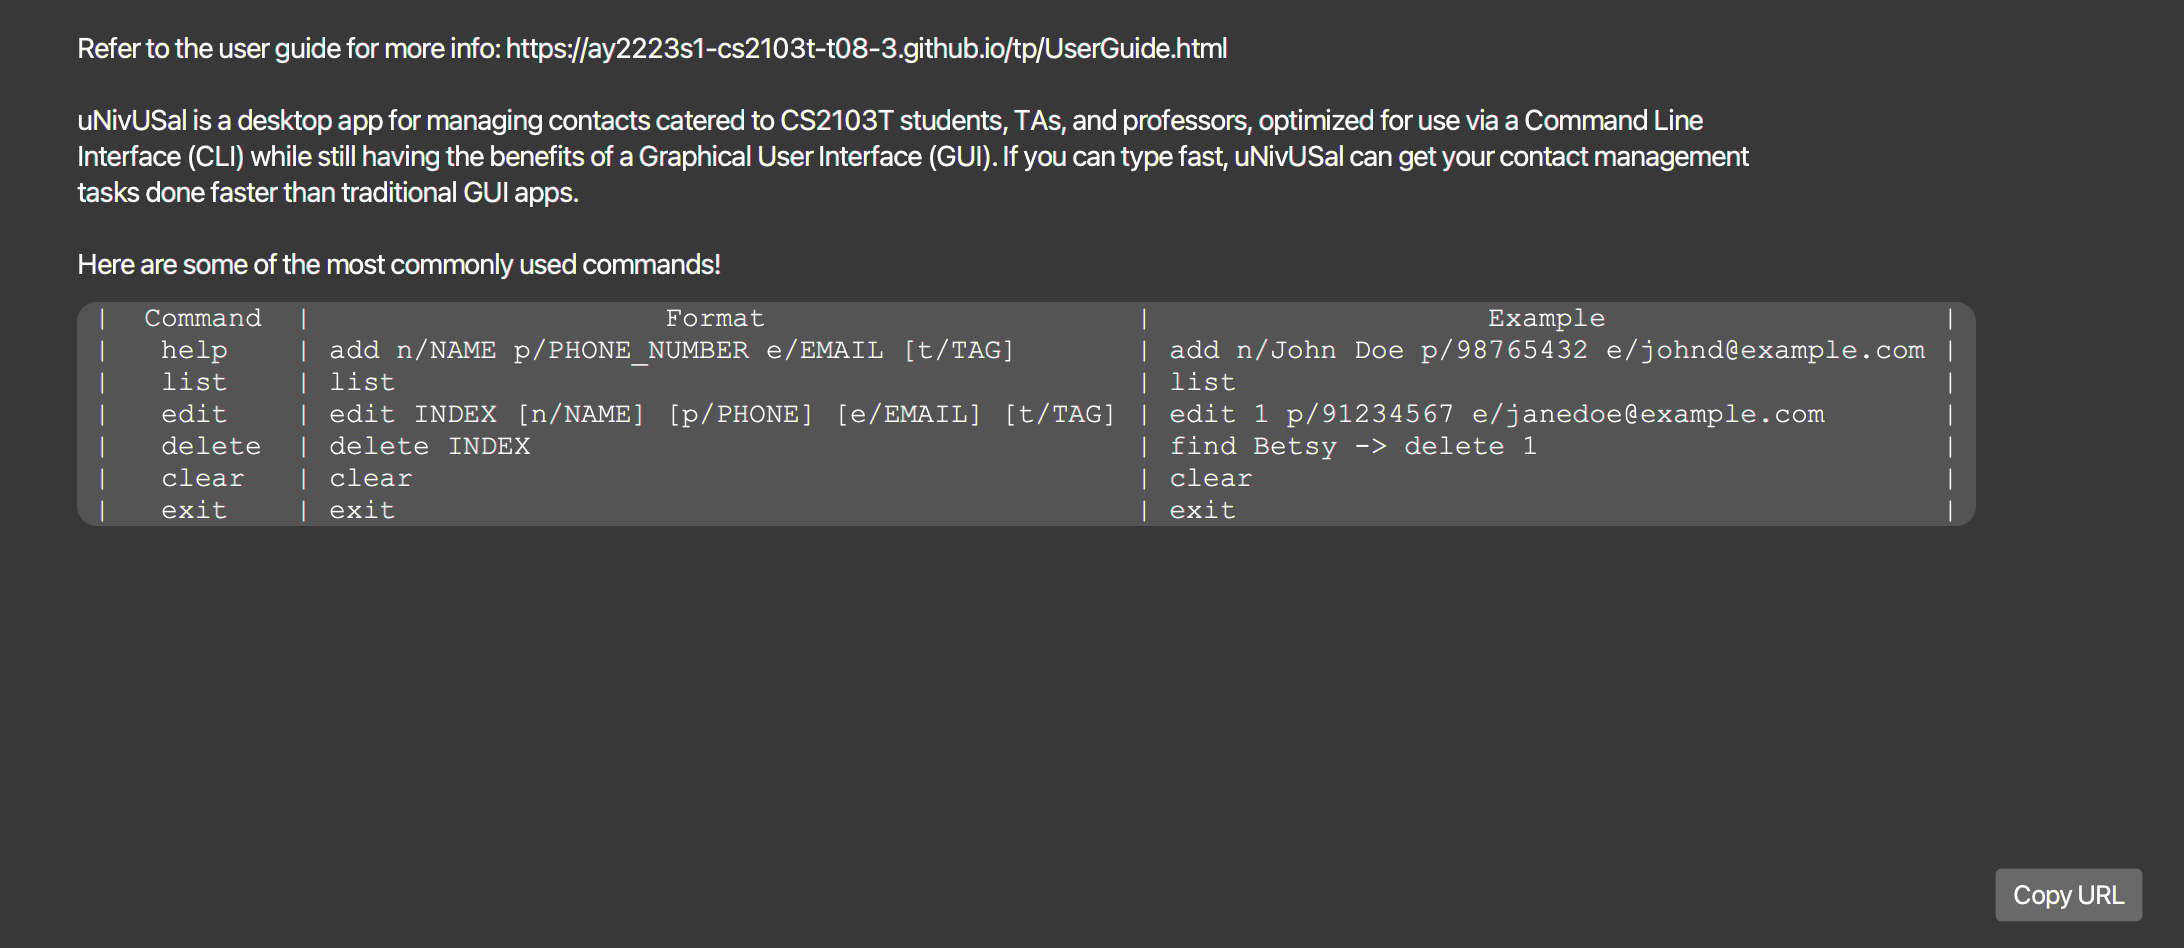 Refer to the user guide for more info: https://ay2223s1-cs2103t-t08-3.github.io/tp/UserGuide.html
uNivUSal is a desktop app for managing contacts catered to CS2103T students, TAs, and professors, optimized for use via a Command Line
Interface (CLI) while still having the benefits of a Graphical User Interface (GUI). If you can type fast, uNivUSal can get your contact management
tasks done faster than traditional GUI apps.
Here are some of the most commonly used commands!
| Command | Format | Example |
| help | add n/NAME p/PHONE_NUMBER e/EMAIL [t/TAG] | add n/John Doe p/98765432 e/johnd@example.com |
| list | list | list |
| edit | edit INDEX [n/NAME] [p/PHONE] [e/EMAIL] [t/TAG] | edit 1 p/91234567 e/janedoe@example.com |
| delete | delete INDEX | find Betsy -> delete 1 |
| clear | clear | clear |
| exit | exit | exit |
Copy URL